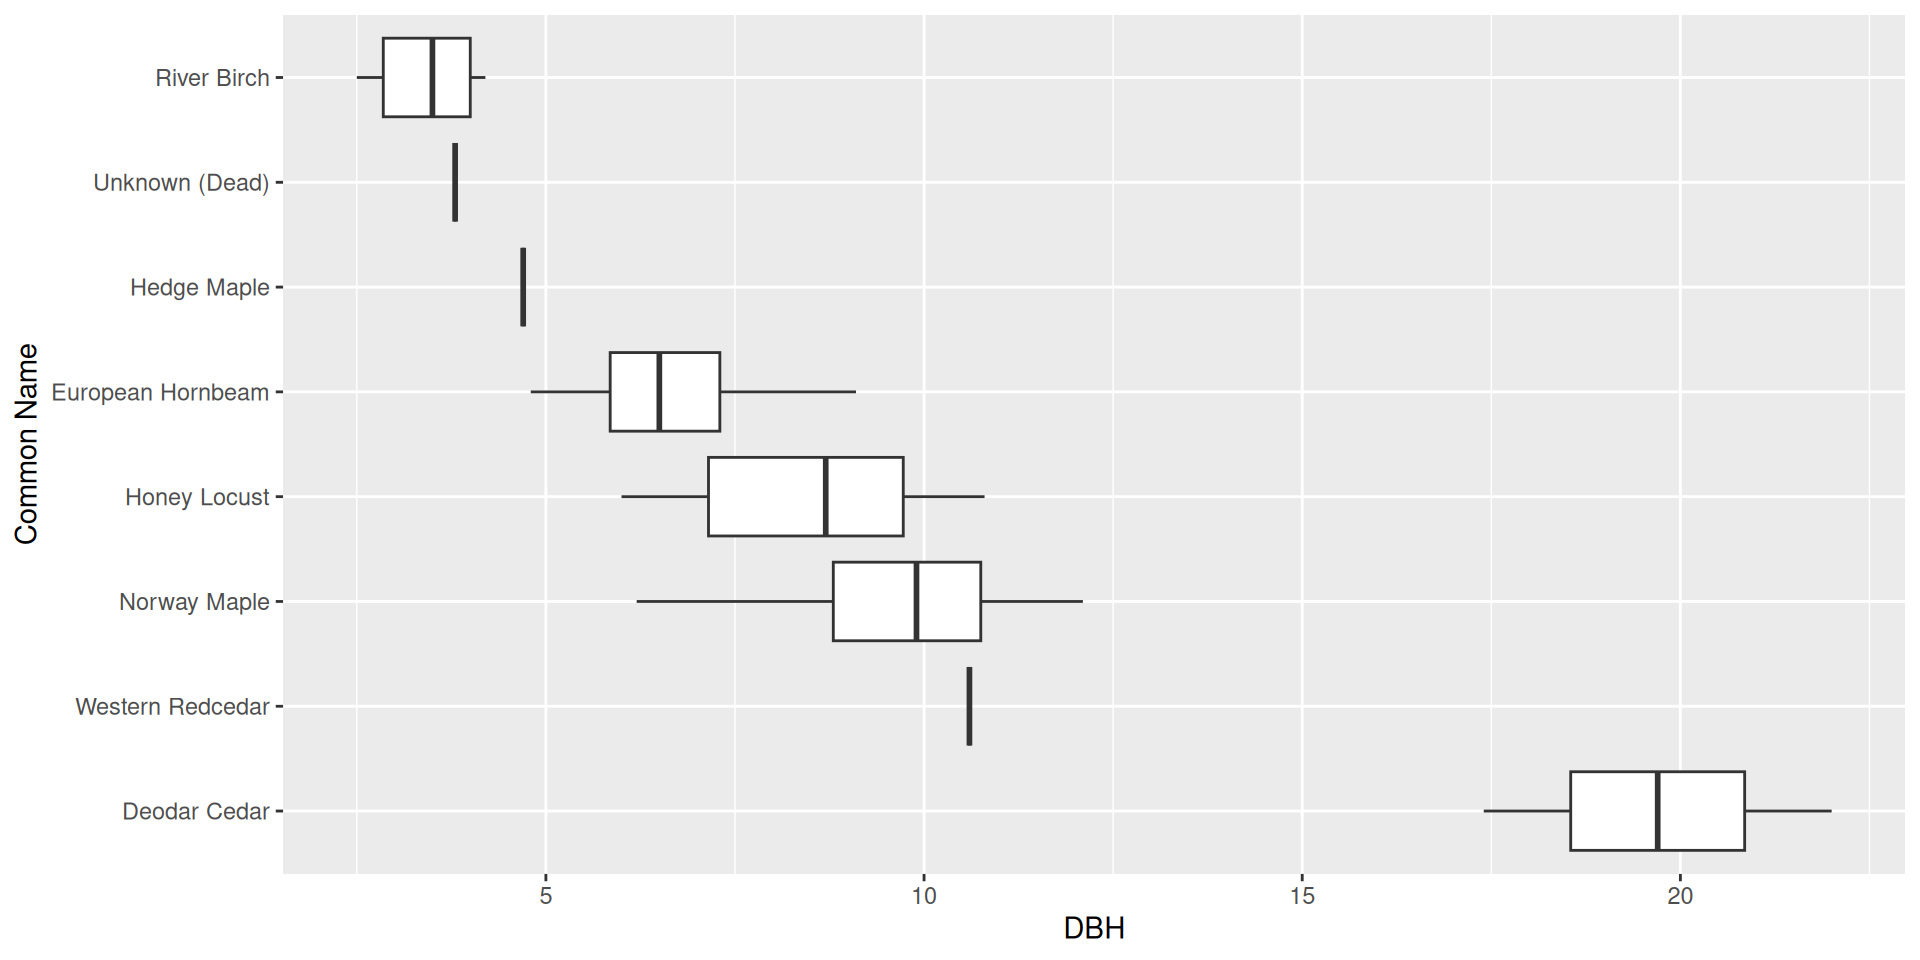 River Birch
Unknown (Dead)
Hedge Maple
European Hornbeam
Honey Locust
Norway Maple
Western Redcedar
Deodar Cedar
Common Name
5 10 15 20
DBH